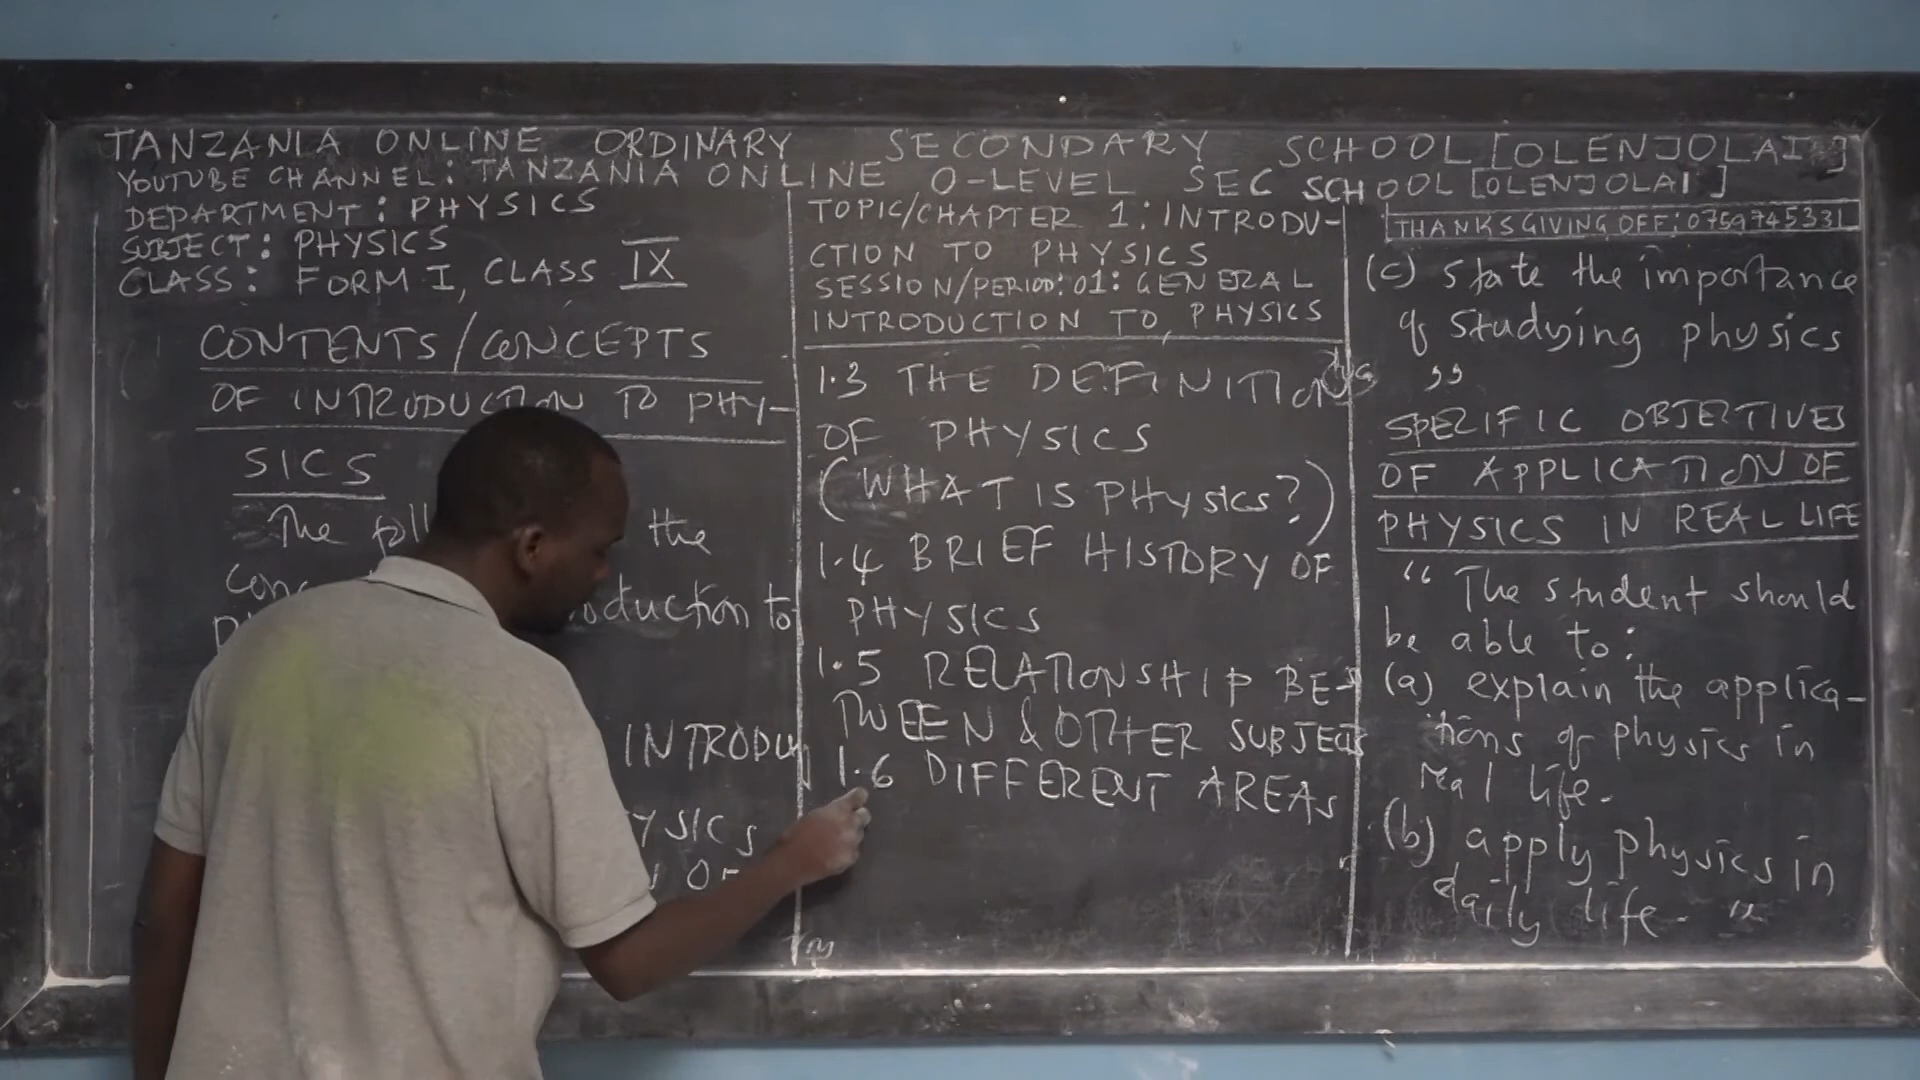 TANZANIA ONLINE ORDINARY SECONDARY SCHOOL [OLENJOLAI]
YOUTUBE CHANNEL: TANZANIA ONLINE O-LEVEL SEC SCHOOL [OLENJOLAI]
DEPARTMENT: PHYSICS
SUBJECT: PHYSICS
CLASS: FORM I, CLASS IX
CONTENTS/CONCEPTS
OF INTRODUCTION TO PHY-
SICS
The the
to
INTRODU
OF
TOPIC/CHAPTER 1: INTRODU-
CTION TO PHYSICS
SESSION/PERIOD: 01: GENERAL
INTRODUCTION TO PHYSICS
1.3 THE DEFINITION
OF PHYSICS
(WHAT IS PHYSICS?)
1.4 BRIEF HISTORY OF
PHYSICS
1.5 RELATIONSHIP BE-
TWEEN & OTHER SUBJECTS
1.6 DIFFERENT AREAS
THANKS GIVING OFF: 0759745331
(c) State the importance
of studying physics
"
SPECIFIC OBJECTIVES
OF APPLICATION OF
PHYSICS IN REAL LIFE
"The student should
be able to:
(a) explain the applica-
tions of physics in
real life.
(b) apply physics in
daily life. "